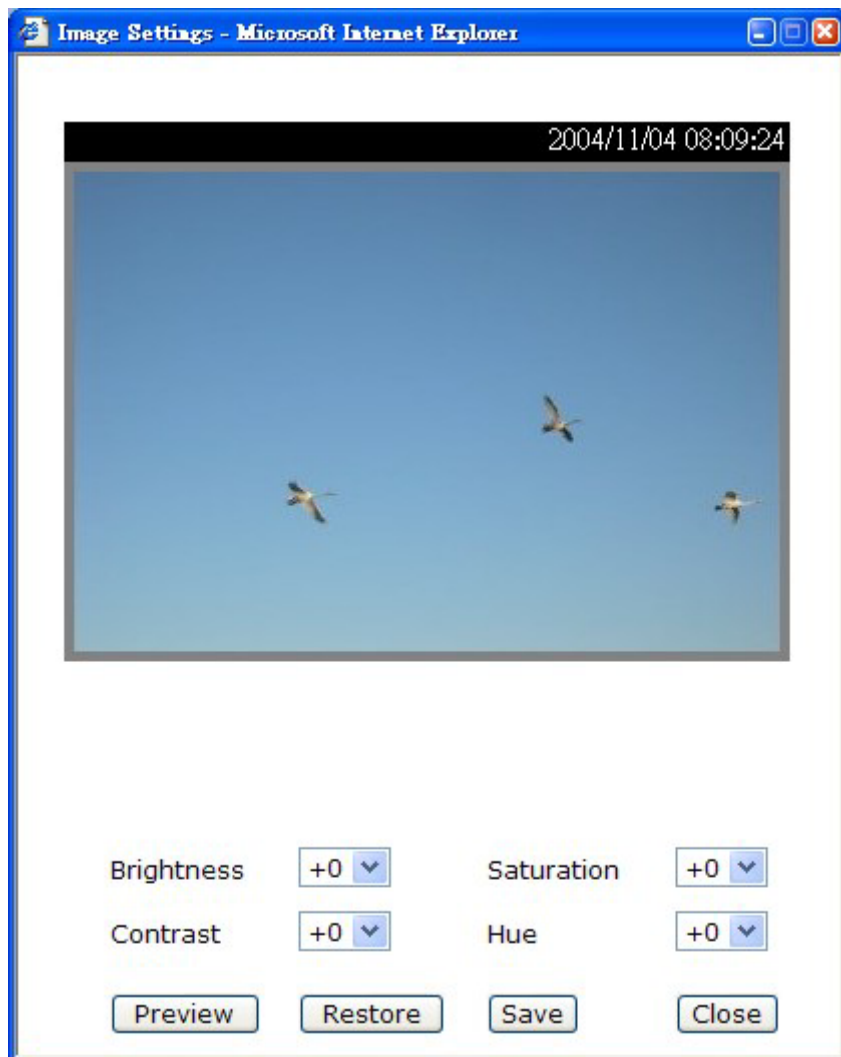 Image Settings - Microsoft Internet Explorer
2004/11/04 08:09:24
Brightness +0 Saturation +0
Contrast +0 Hue +0
Preview Restore Save Close